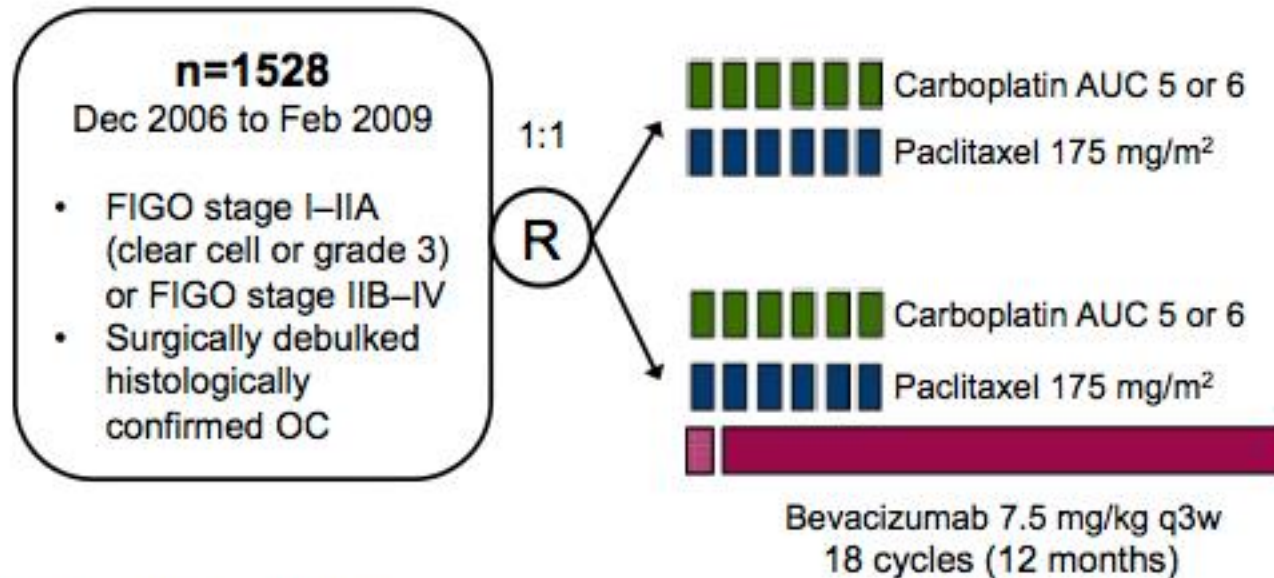 n=1528
Dec 2006 to Feb 2009
• FIGO stage I–IIA
(clear cell or grade 3)
or FIGO stage IIB–IV
• Surgically debulked
histologically
confirmed OC
1:1
R
Carboplatin AUC 5 or 6
Paclitaxel 175 mg/m²
Carboplatin AUC 5 or 6
Paclitaxel 175 mg/m²
Bevacizumab 7.5 mg/kg q3w
18 cycles (12 months)